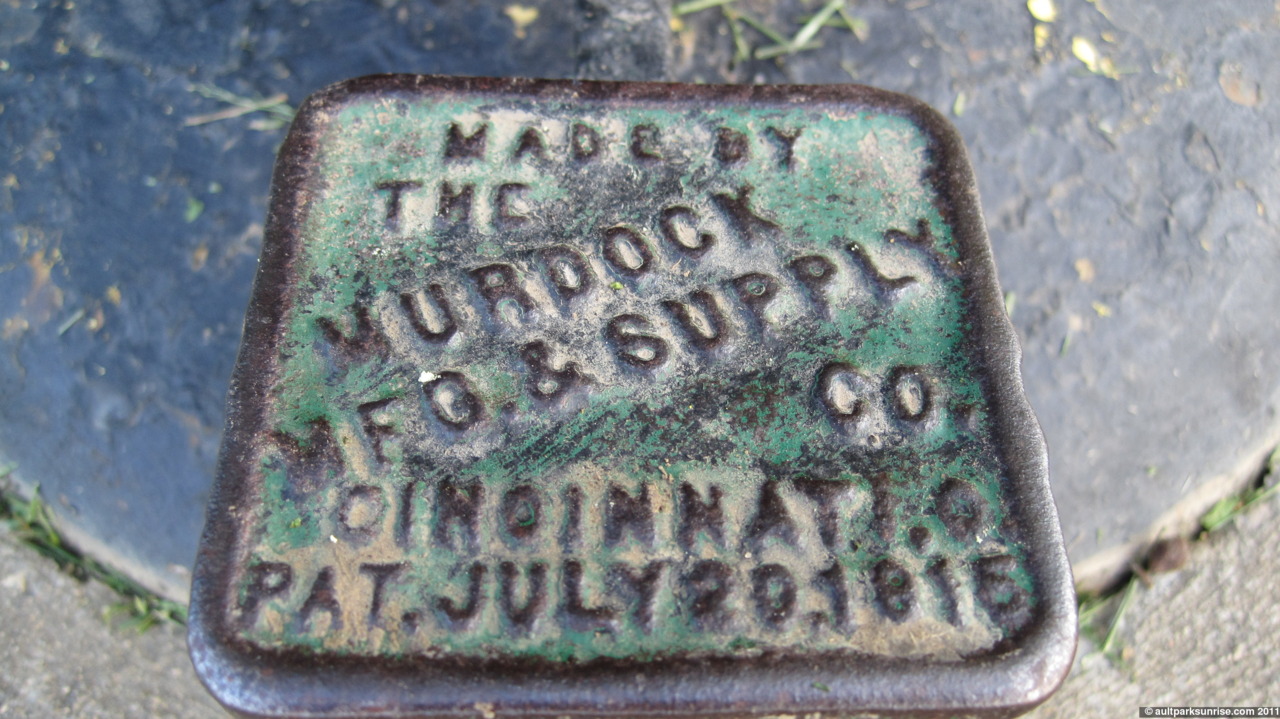 MADE BY
THE
MURDOCK
MFG. & SUPPLY
CO.
CINCINNATI.O.
PAT. JULY 20.1915
© aultparksunrise.com 2011